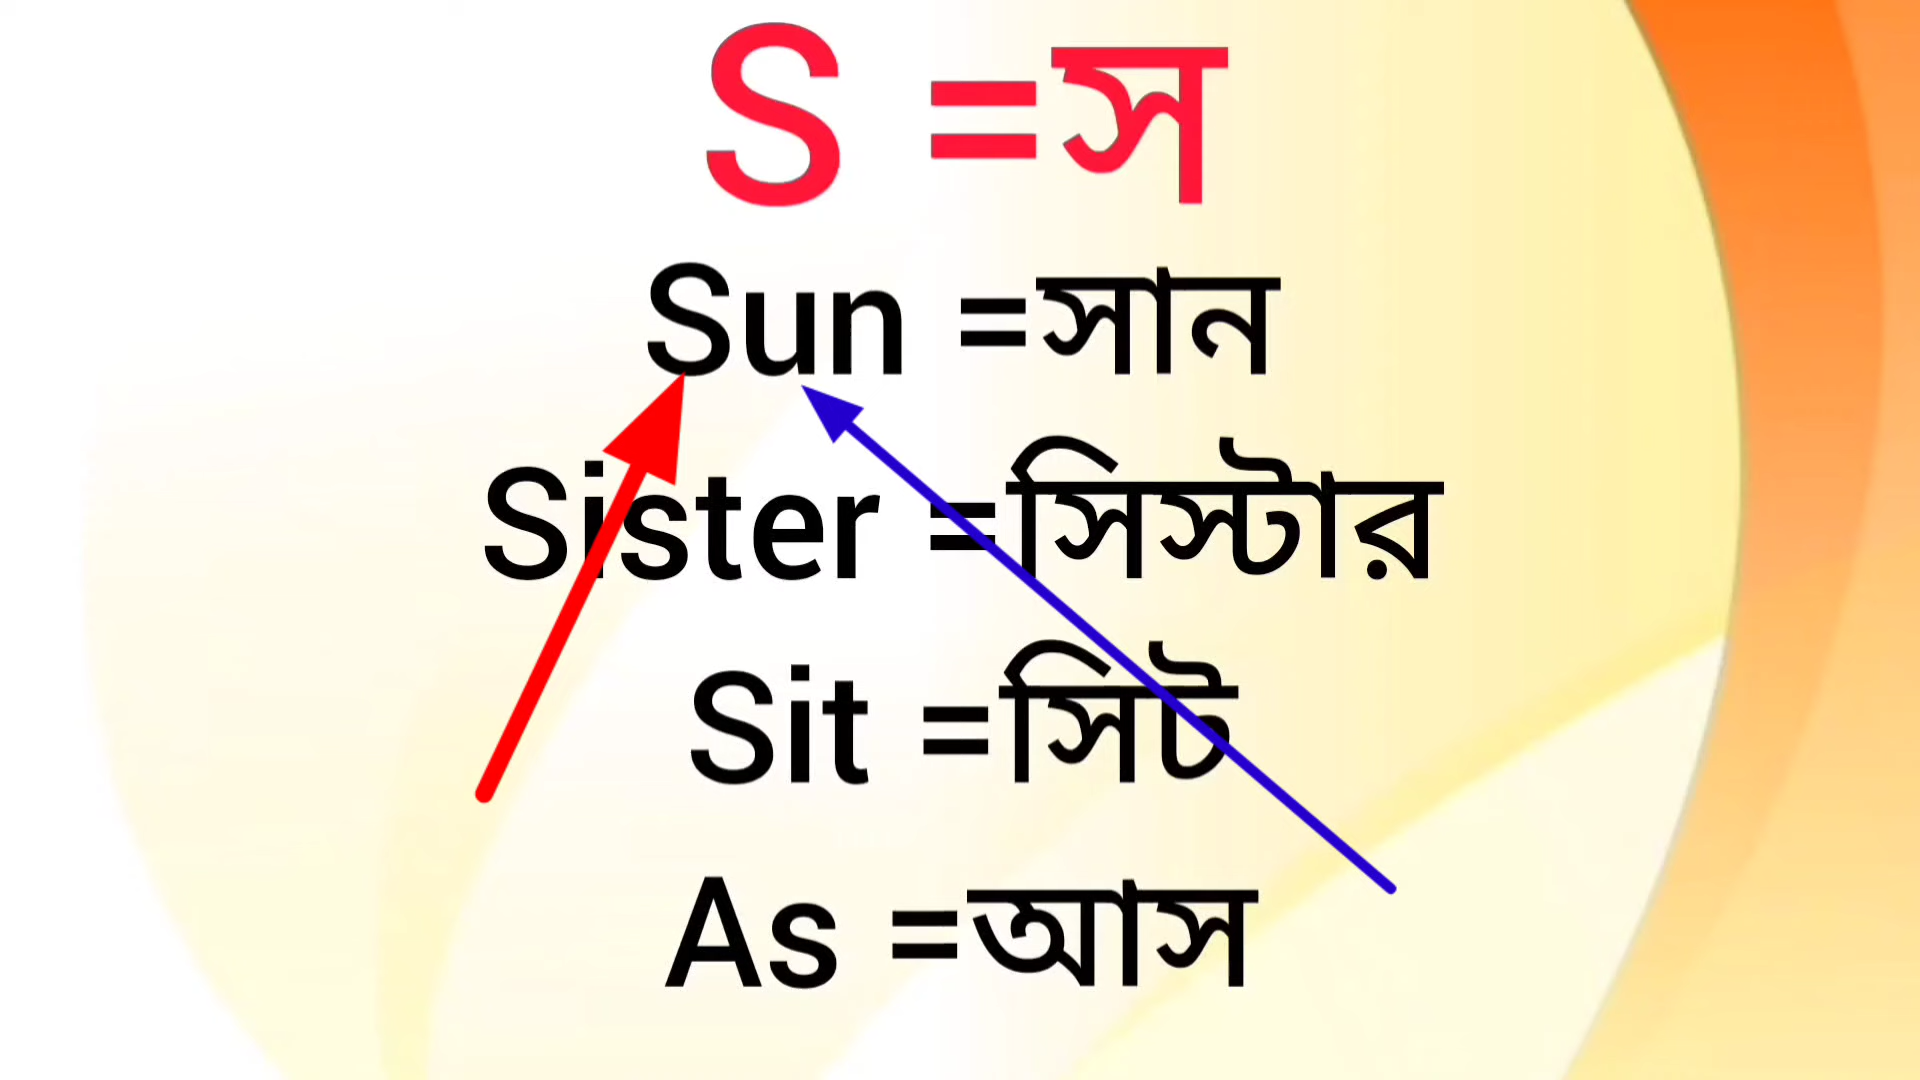 S =স
Sun =সান
Sister =সিস্টার
Sit =সিট
As =আস